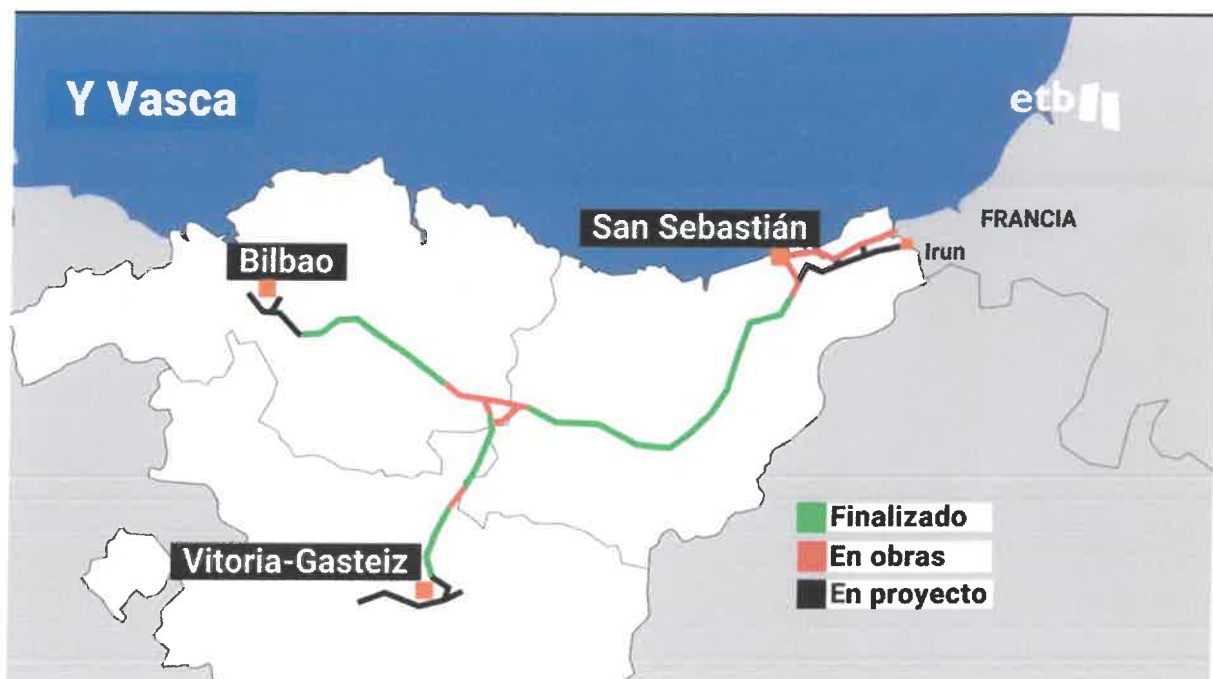 Y Vasca
etb
San Sebastián
FRANCIA
Irun
Bilbao
Vitoria-Gasteiz
Finalizado
En obras
En proyecto